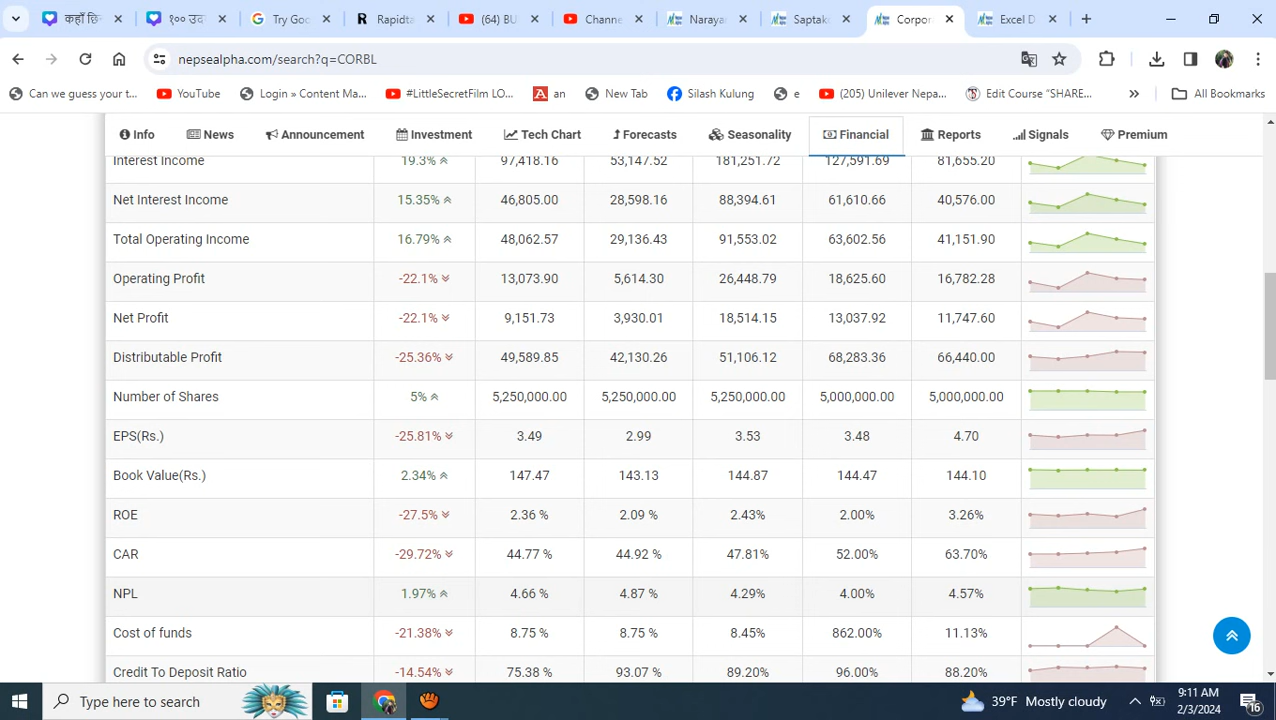 कहाँ छि
१०० उद
Try Go
Rapidta
(64) BU
Channe
Naraya
Saptak
Corpor
Excel D
nepsealpha.com/search?q=CORBL
Can we guess your t...
YouTube
Login » Content Ma...
#LittleSecretFilm LO...
an
New Tab
Silash Kulung
e
(205) Unilever Nepa...
Edit Course “SHARE...
All Bookmarks
Info News Announcement Investment Tech Chart Forecasts Seasonality Financial Reports Signals Premium
Interest Income 19.3% 97,418.16 53,147.52 181,251.72 127,591.69 81,655.20
Net Interest Income 15.35% 46,805.00 28,598.16 88,394.61 61,610.66 40,576.00
Total Operating Income 16.79% 48,062.57 29,136.43 91,553.02 63,602.56 41,151.90
Operating Profit -22.1% 13,073.90 5,614.30 26,448.79 18,625.60 16,782.28
Net Profit -22.1% 9,151.73 3,930.01 18,514.15 13,037.92 11,747.60
Distributable Profit -25.36% 49,589.85 42,130.26 51,106.12 68,283.36 66,440.00
Number of Shares 5% 5,250,000.00 5,250,000.00 5,250,000.00 5,000,000.00 5,000,000.00
EPS(Rs.) -25.81% 3.49 2.99 3.53 3.48 4.70
Book Value(Rs.) 2.34% 147.47 143.13 144.87 144.47 144.10
ROE -27.5% 2.36 % 2.09 % 2.43% 2.00% 3.26%
CAR -29.72% 44.77 % 44.92 % 47.81% 52.00% 63.70%
NPL 1.97% 4.66 % 4.87 % 4.29% 4.00% 4.57%
Cost of funds -21.38% 8.75 % 8.75 % 8.45% 862.00% 11.13%
Credit To Deposit Ratio -14.54% 75.38 % 93.07 % 89.20% 96.00% 88.20%
Type here to search
39°F Mostly cloudy
9:11 AM
2/3/2024
16